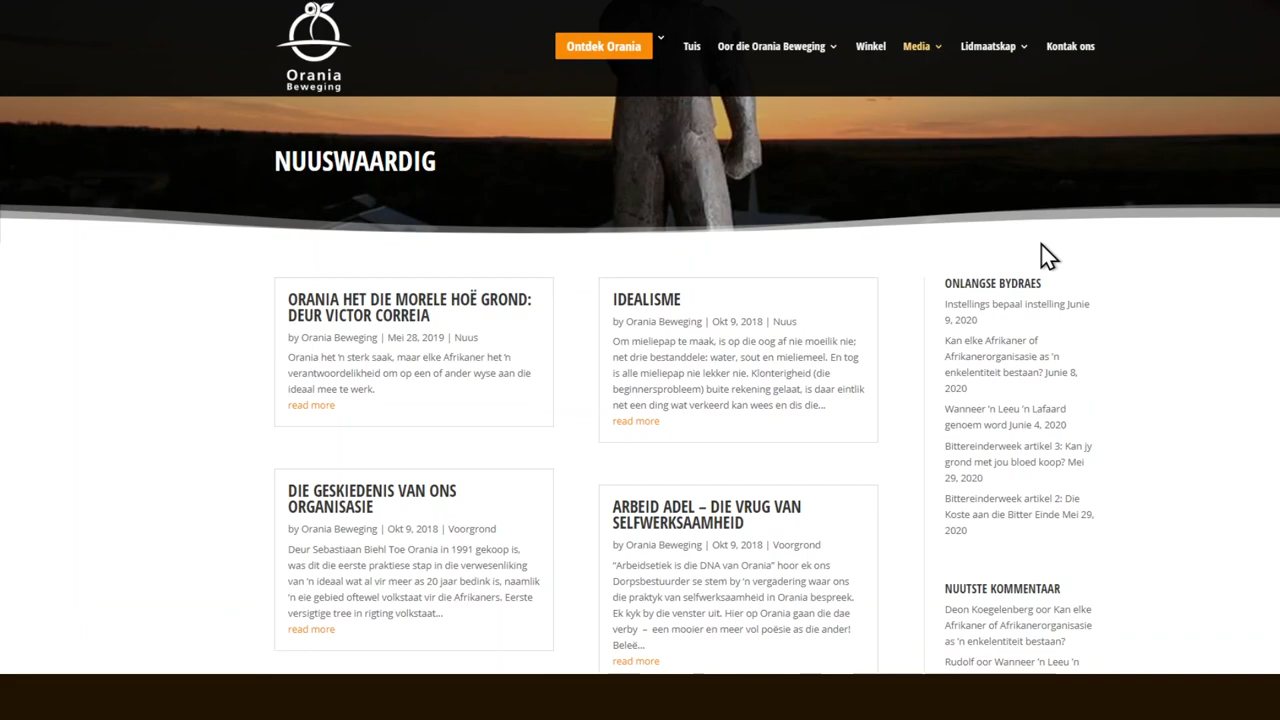 Orania
Beweging
Ontdek Orania
Tuis
Oor die Orania Beweging
Winkel
Media
Lidmaatskap
Kontak ons
NUUSWAARDIG
ORANIA HET DIE MORELE HOË GROND:
DEUR VICTOR CORREIA
by Orania Beweging | Mei 28, 2019 | Nuus
Orania het ŉ sterk saak, maar elke Afrikaner het ŉ
verantwoordelikheid om op een of ander wyse aan die
ideaal mee te werk.
read more
DIE GESKIEDENIS VAN ONS
ORGANISASIE
by Orania Beweging | Okt 9, 2018 | Voorgrond
Deur Sebastiaan Biehl Toe Orania in 1991 gekoop is,
was dit die eerste praktiese stap in die verwesenliking
van 'n ideaal wat al vir meer as 20 jaar bedink is, naamlik
'n eie gebied oftewel volkstaat vir die Afrikaners. Eerste
versigtige tree in rigting volkstaat...
read more
IDEALISME
by Orania Beweging | Okt 9, 2018 | Nuus
Om mieliepap te maak, is op die oog af nie moeilik nie;
net drie bestanddele: water, sout en mieliemeel. En tog
is alle mieliepap nie lekker nie. Klonterigheid (die
beginnersprobleem) buite rekening gelaat, is daar eintlik
net een ding wat verkeerd kan wees en dis die...
read more
ARBEID ADEL – DIE VRUG VAN
SELFWERKSAAMHEID
by Orania Beweging | Okt 9, 2018 | Voorgrond
“Arbeidsetiek is die DNA van Orania” hoor ek ons
Dorpsbestuurder se stem by 'n vergadering waar ons
die praktyk van selfwerksaamheid in Orania bespreek.
Ek kyk by die venster uit. Hier op Orania gaan die dae
verby – een mooier en meer vol poësie as die ander!
Beleë...
read more
ONLANGSE BYDRAES
Instellings bepaal instelling Junie
9, 2020
Kan elke Afrikaner of
Afrikanerorganisasie as 'n
enkelentiteit bestaan? Junie 8,
2020
Wanneer 'n Leeu 'n Lafaard
genoem word Junie 4, 2020
Bittereinderweek artikel 3: Kan jy
grond met jou bloed koop? Mei
29, 2020
Bittereinderweek artikel 2: Die
Koste aan die Bitter Einde Mei 29,
2020
NUUTSTE KOMMENTAAR
Deon Koegelenberg oor Kan elke
Afrikaner of Afrikanerorganisasie
as 'n enkelentiteit bestaan?
Rudolf oor Wanneer 'n Leeu 'n